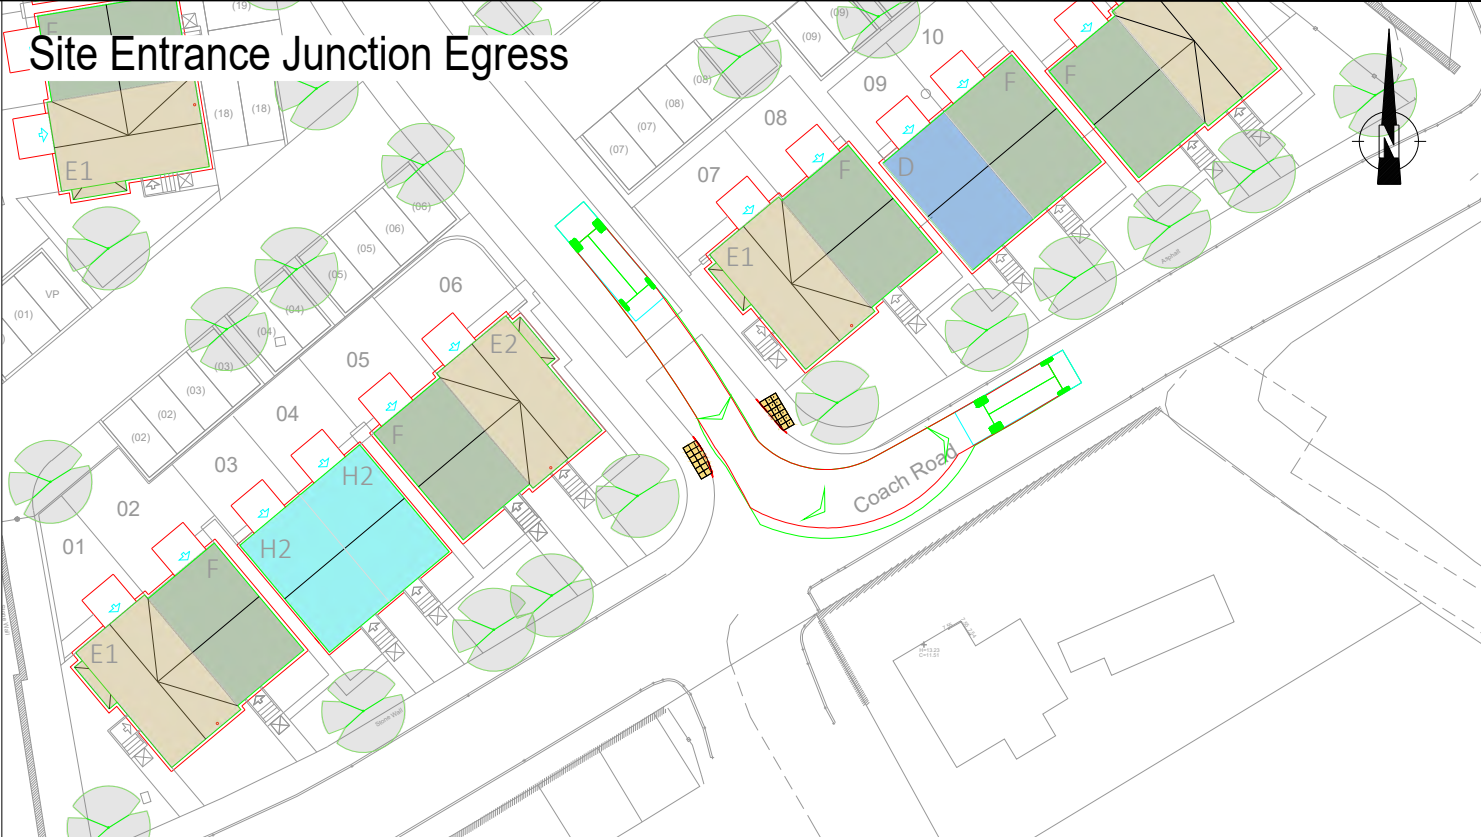 Site Entrance Junction Egress
(19)
(18)
(18)
E1
(09)
(09)
10
09
08
07
(08)
(08)
(07)
(07)
F
F
F
D
E1
N
(06)
(06)
(05)
(05)
(04)
(04)
(03)
(03)
(02)
(02)
VP
(01)
06
05
04
03
02
01
E2
F
H2
H2
F
E1
Coach Road
Stone Wall